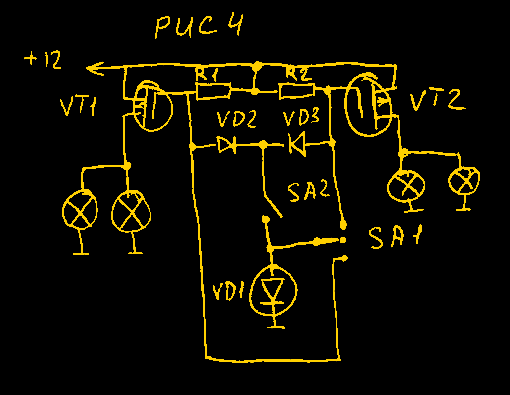 РИС 4
+12
R1 R2
VT1 VT2
VD2 VD3
SA2
SA1
VD1